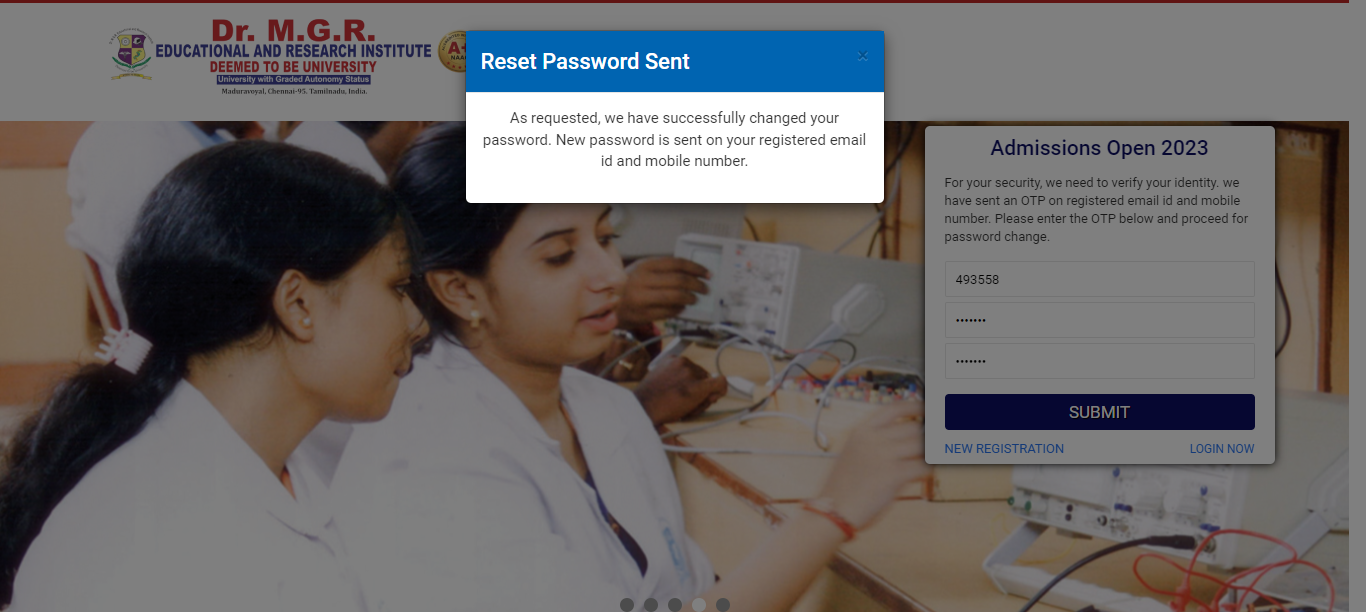 Dr. M.G.R.
EDUCATIONAL AND RESEARCH INSTITUTE
DEEMED TO BE UNIVERSITY
University with Graded Autonomy Status
Maduravoyal, Chennai-95. Tamilnadu, India.
Reset Password Sent
×
As requested, we have successfully changed your
password. New password is sent on your registered email
id and mobile number.
Admissions Open 2023
For your security, we need to verify your identity. we
have sent an OTP on registered email id and mobile
number. Please enter the OTP below and proceed for
password change.
493558
•••••••
•••••••
SUBMIT
NEW REGISTRATION LOGIN NOW